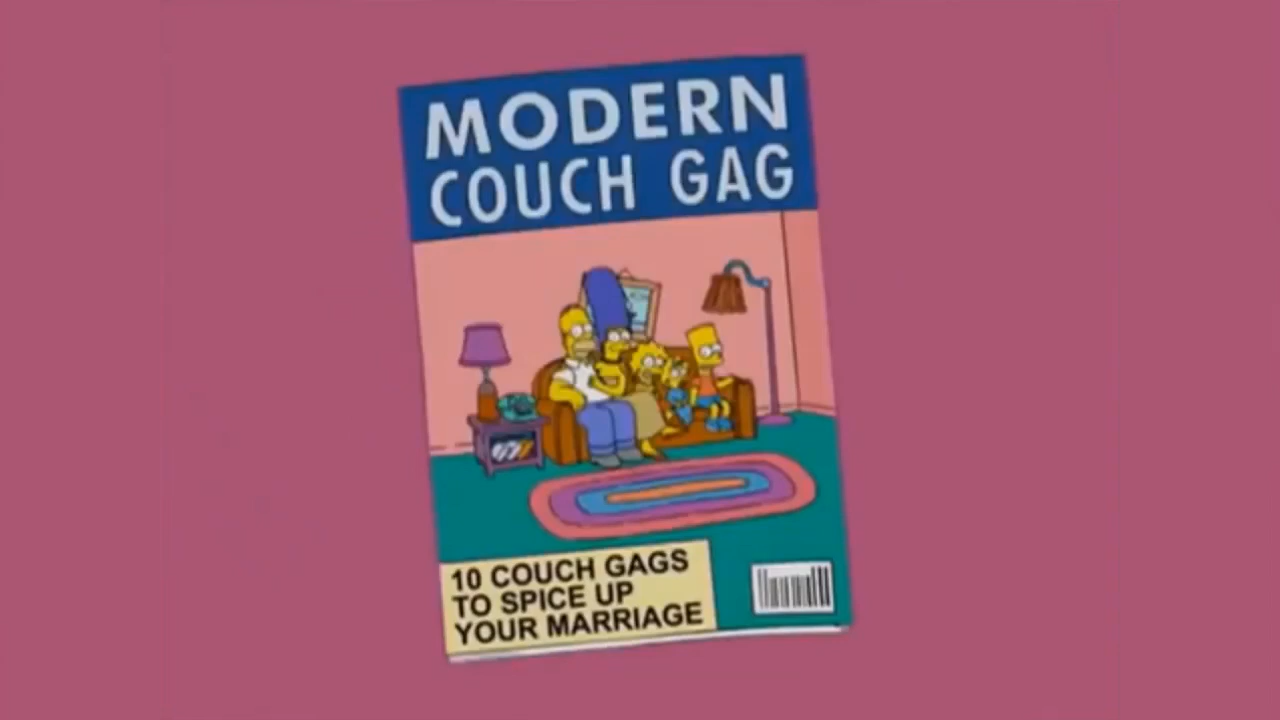 MODERN
COUCH GAG
10 COUCH GAGS
TO SPICE UP
YOUR MARRIAGE